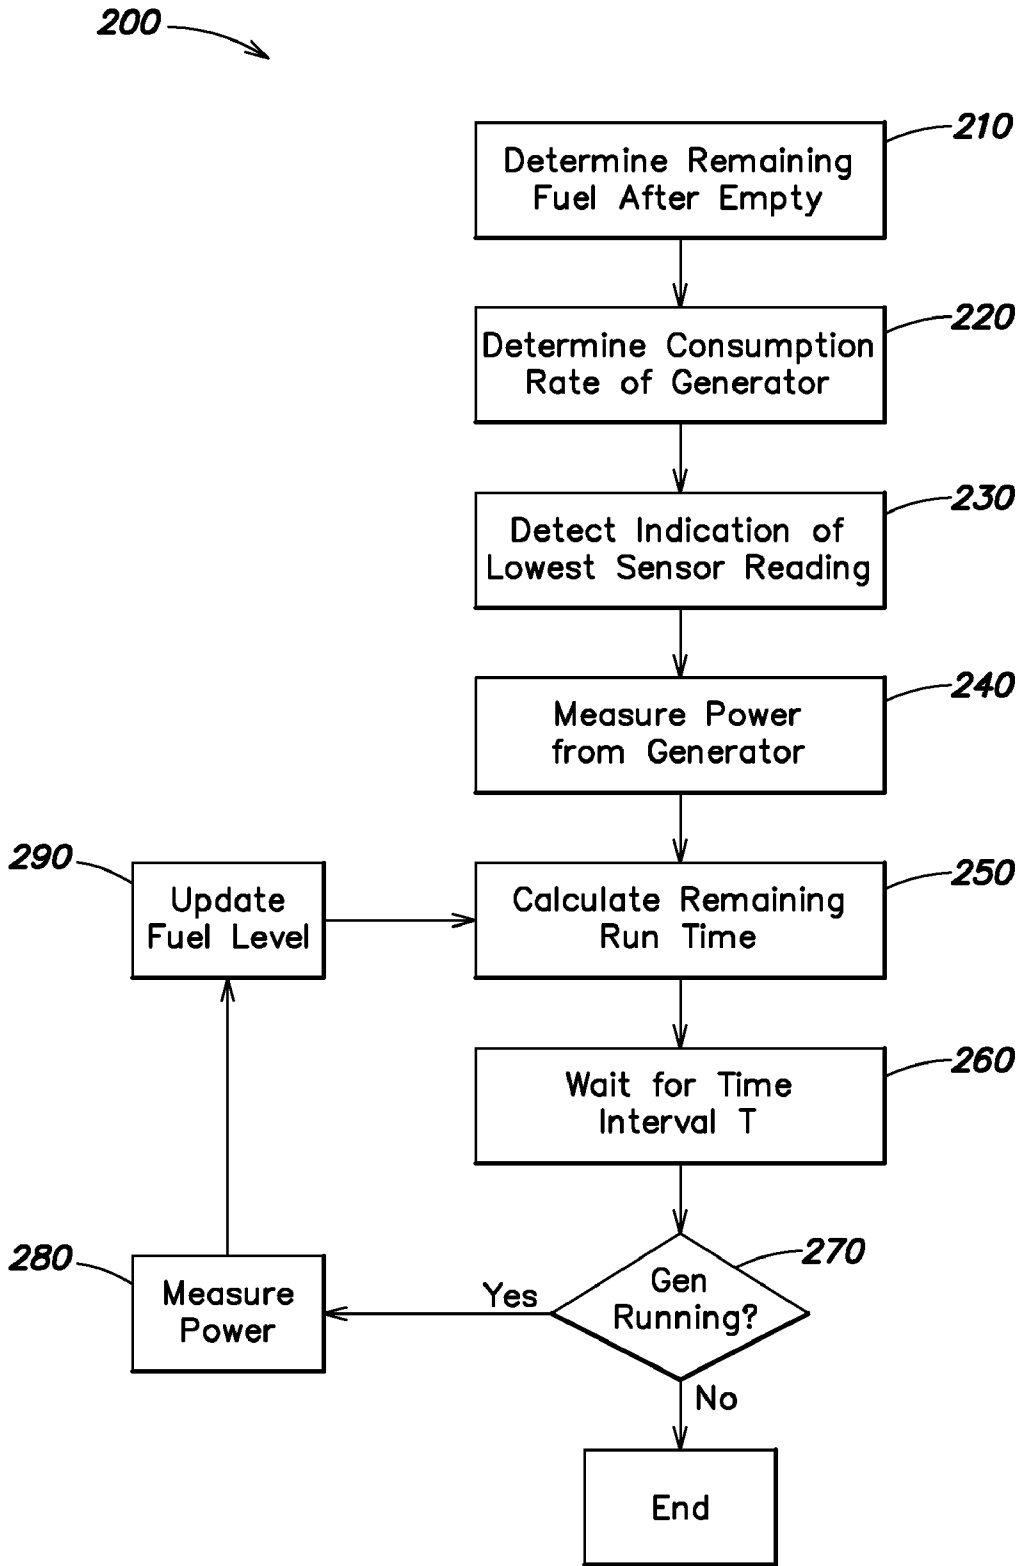 200
210
Determine Remaining
Fuel After Empty
220
Determine Consumption
Rate of Generator
230
Detect Indication of
Lowest Sensor Reading
240
Measure Power
from Generator
290
Update
Fuel Level
250
Calculate Remaining
Run Time
260
Wait for Time
Interval T
280
Measure
Power
Yes
270
Gen
Running?
No
End